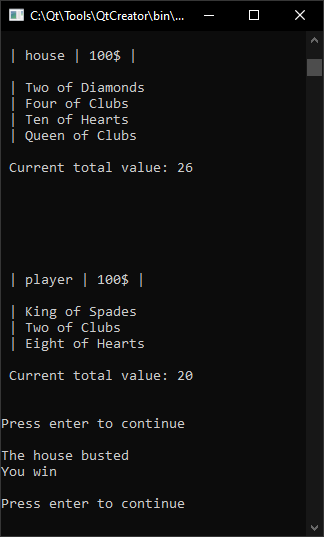 C:\Qt\Tools\QtCreator\bin\...
| house | 100$ |
| Two of Diamonds
| Four of Clubs
| Ten of Hearts
| Queen of Clubs
Current total value: 26
| player | 100$ |
| King of Spades
| Two of Clubs
| Eight of Hearts
Current total value: 20
Press enter to continue
The house busted
You win
Press enter to continue